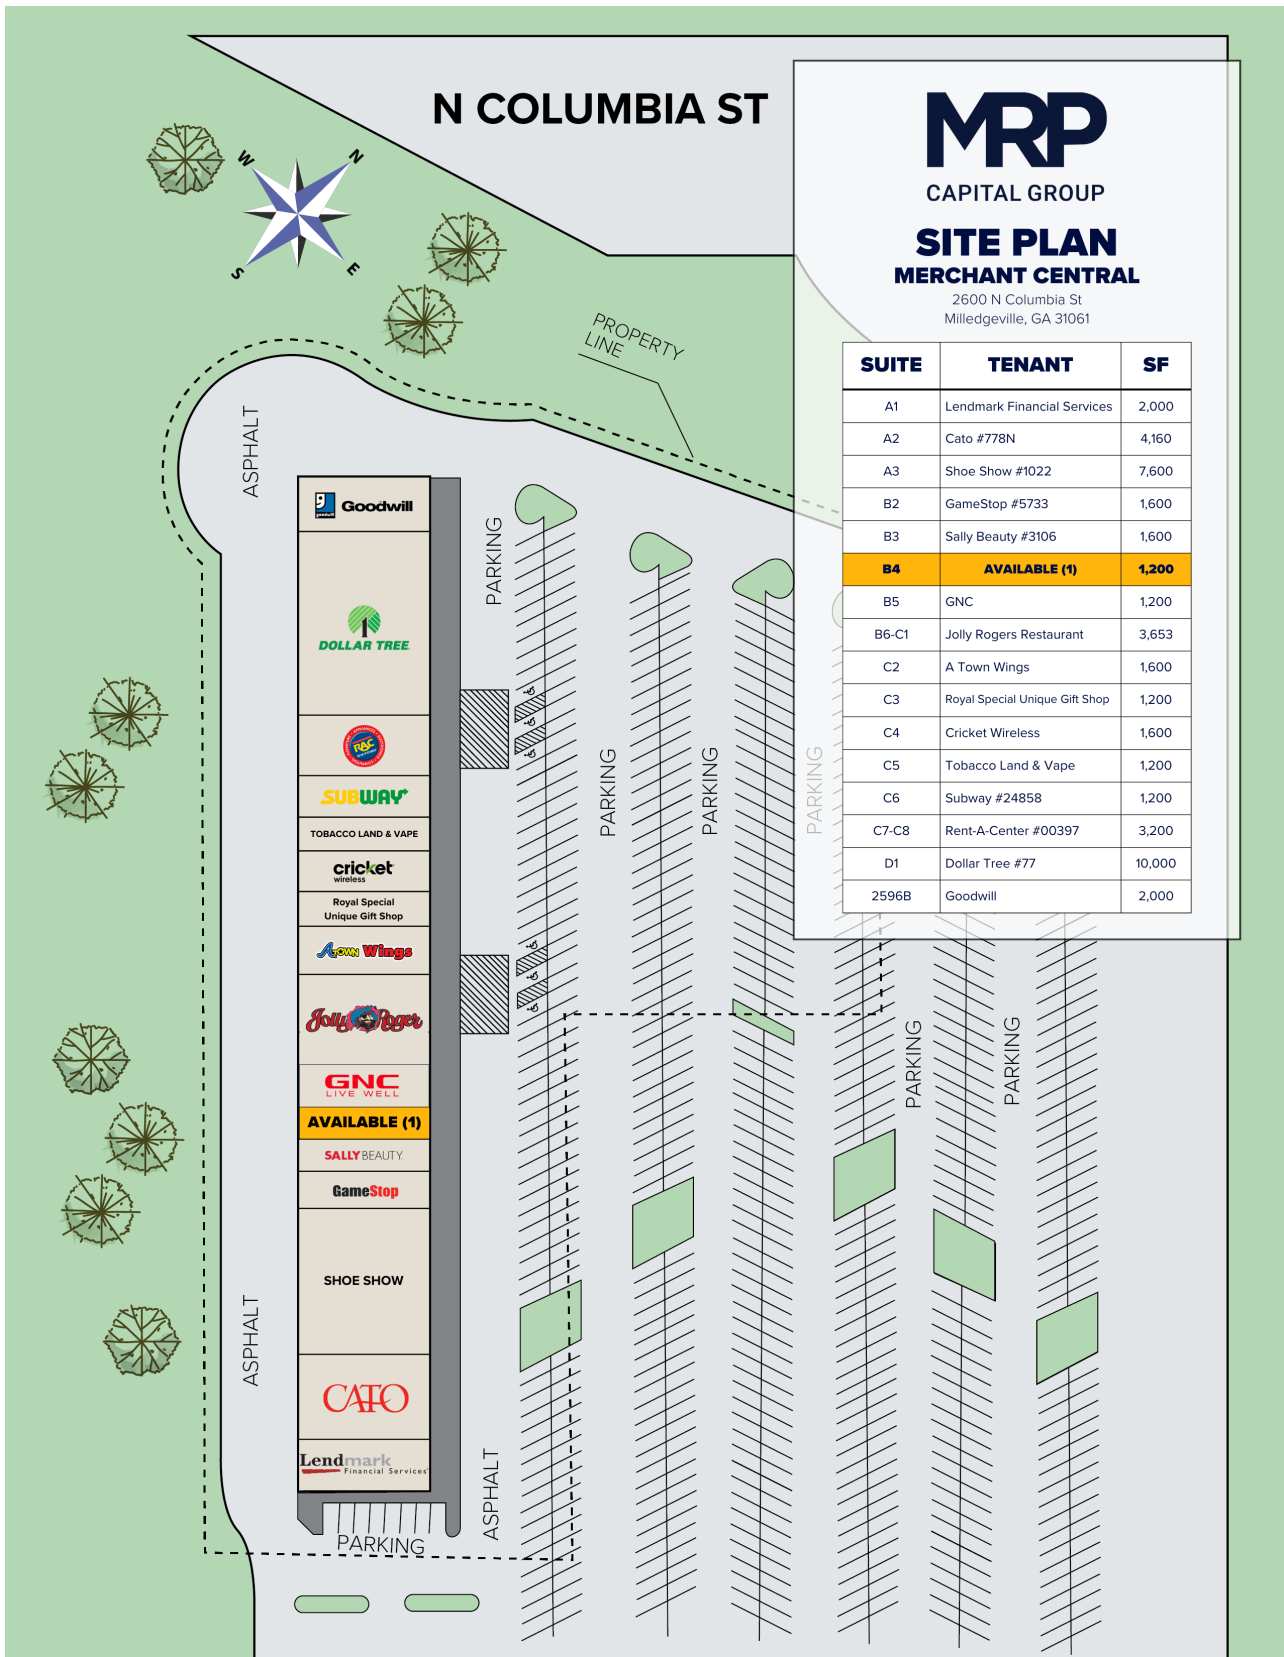 N COLUMBIA ST
W
N
S
E
MRP
CAPITAL GROUP
SITE PLAN
MERCHANT CENTRAL
2600 N Columbia St
Milledgeville, GA 31061
SUITE TENANT SF
A1 Lendmark Financial Services 2,000
A2 Cato #778N 4,160
A3 Shoe Show #1022 7,600
B2 GameStop #5733 1,600
B3 Sally Beauty #3106 1,600
B4 AVAILABLE (1) 1,200
B5 GNC 1,200
B6-C1 Jolly Rogers Restaurant 3,653
C2 A Town Wings 1,600
C3 Royal Special Unique Gift Shop 1,200
C4 Cricket Wireless 1,600
C5 Tobacco Land & Vape 1,200
C6 Subway #24858 1,200
C7-C8 Rent-A-Center #00397 3,200
D1 Dollar Tree #77 10,000
2596B Goodwill 2,000
PROPERTY
LINE
ASPHALT
PARKING
goodwill
Goodwill
DOLLAR TREE
RAC
SUBWAY
TOBACCO LAND & VAPE
cricket
wireless
Royal Special
Unique Gift Shop
A TOWN Wings
Jolly Roger
GNC
LIVE WELL
AVAILABLE (1)
SALLY BEAUTY
GameStop
SHOE SHOW
CATO
Lendmark
Financial Services
PARKING
PARKING
PARKING
PARKING
PARKING
ASPHALT
ASPHALT
PARKING